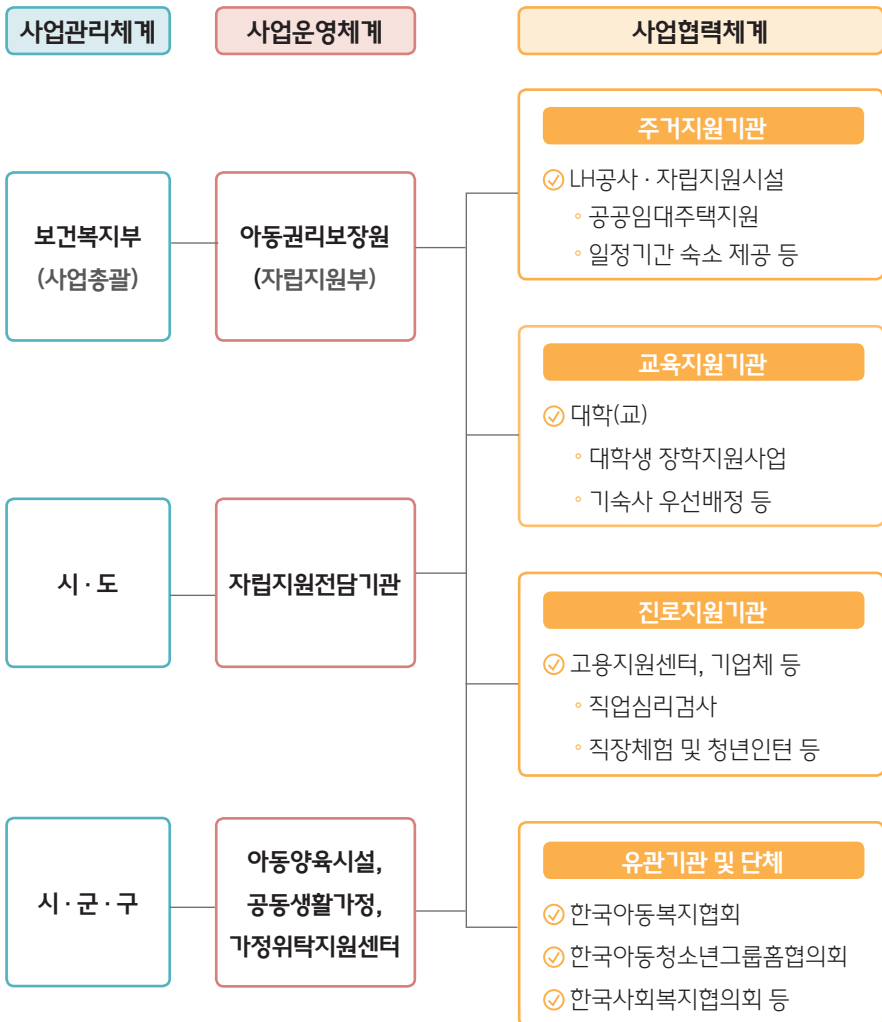 사업관리체계
사업운영체계
사업협력체계
보건복지부
(사업총괄)
아동권리보장원
(자립지원부)
주거지원기관
LH공사 · 자립지원시설
◦ 공공임대주택지원
◦ 일정기간 숙소 제공 등
교육지원기관
대학(교)
◦ 대학생 장학지원사업
◦ 기숙사 우선배정 등
시 · 도
자립지원전담기관
진로지원기관
고용지원센터, 기업체 등
◦ 직업심리검사
◦ 직장체험 및 청년인턴 등
시 · 군 · 구
아동양육시설,
공동생활가정,
가정위탁지원센터
유관기관 및 단체
한국아동복지협회
한국아동청소년그룹홈협의회
한국사회복지협의회 등